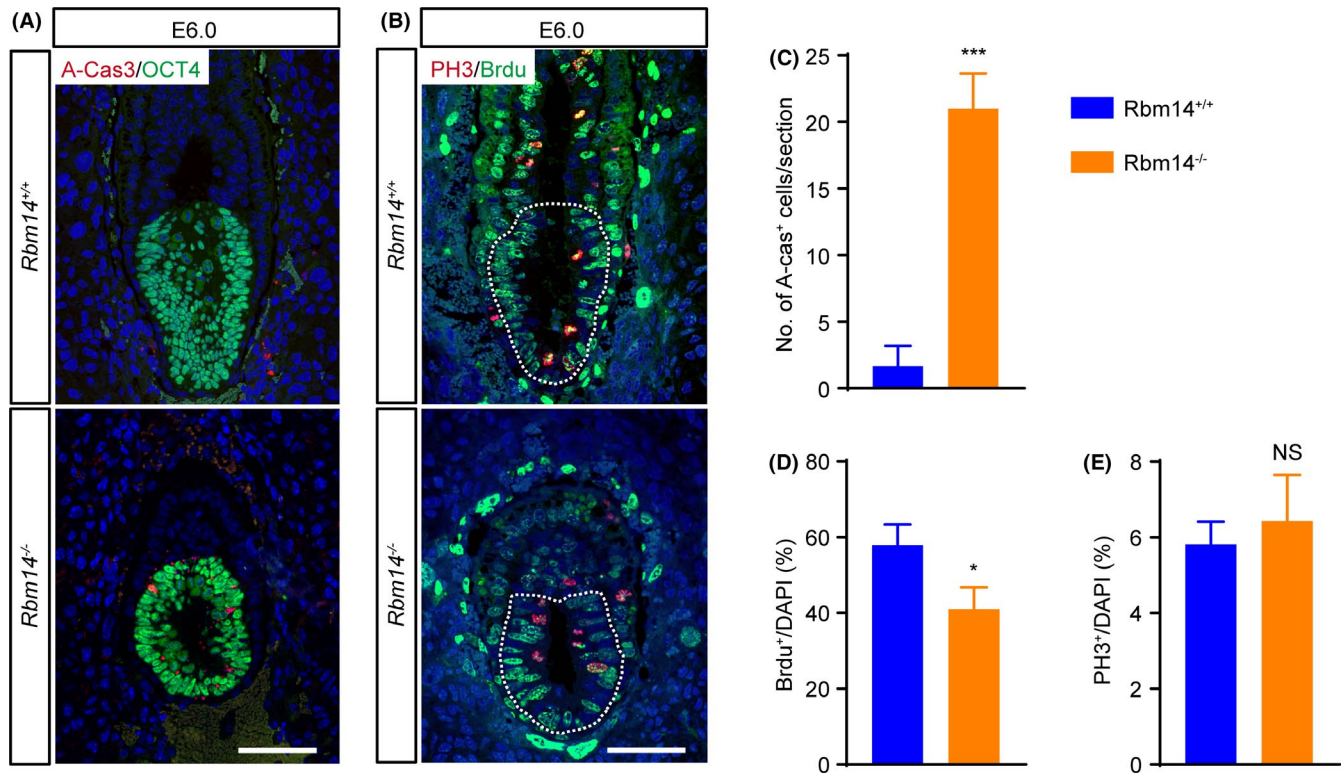 (A)
E6.0
A-Cas3/OCT4
Rbm14+/+
Rbm14-/-
(B)
E6.0
PH3/Brdu
Rbm14+/+
Rbm14-/-
(C)
No. of A-cas+ cells/section
25
20
15
10
5
0
***
Rbm14+/+
Rbm14-/-
(D)
Brdu+/DAPI (%)
80
60
40
20
0
*
(E)
PH3+/DAPI (%)
8
6
4
2
0
NS